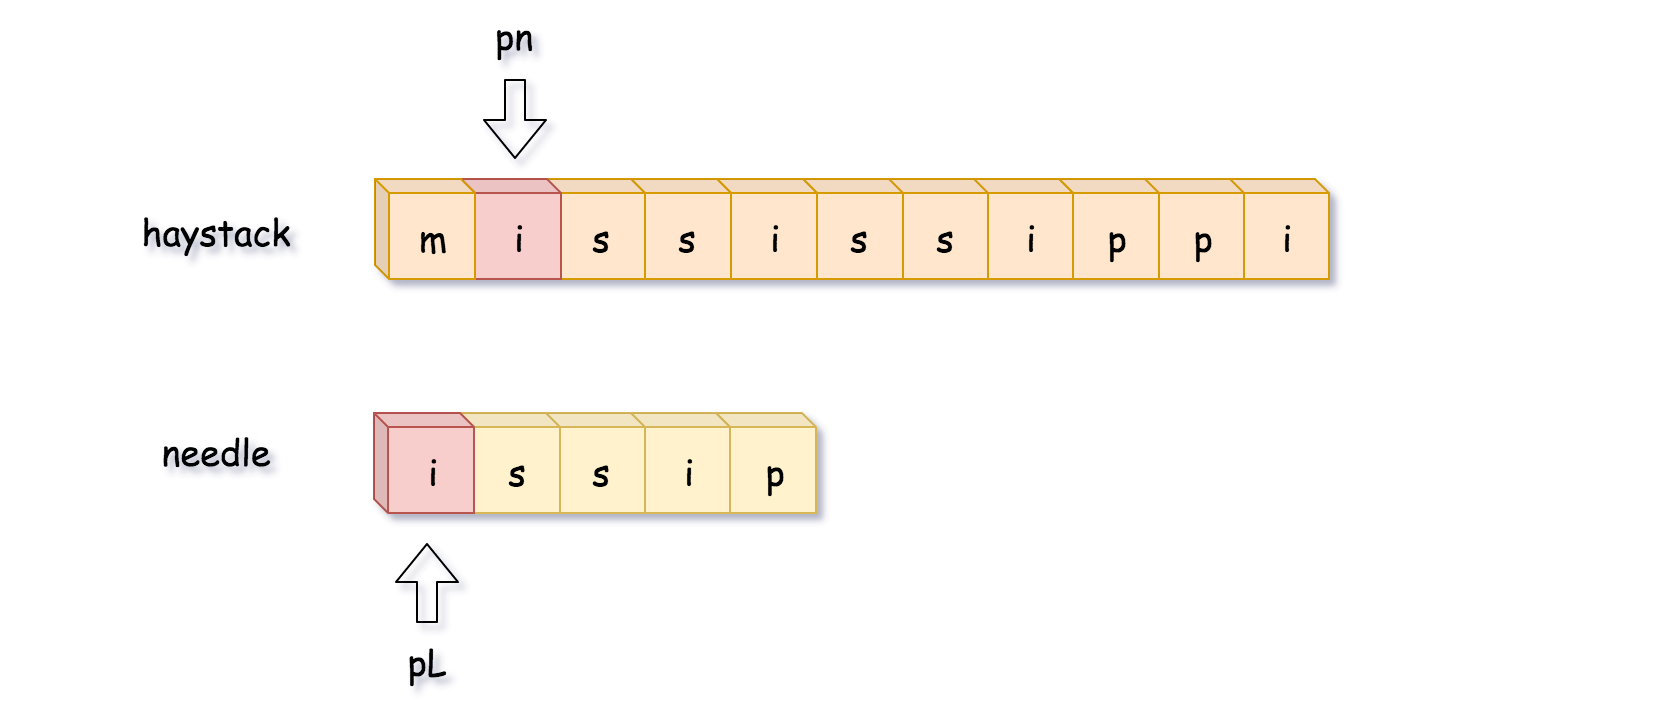 pn
haystack m i s s i s s i p p i
needle i s s i p
pL